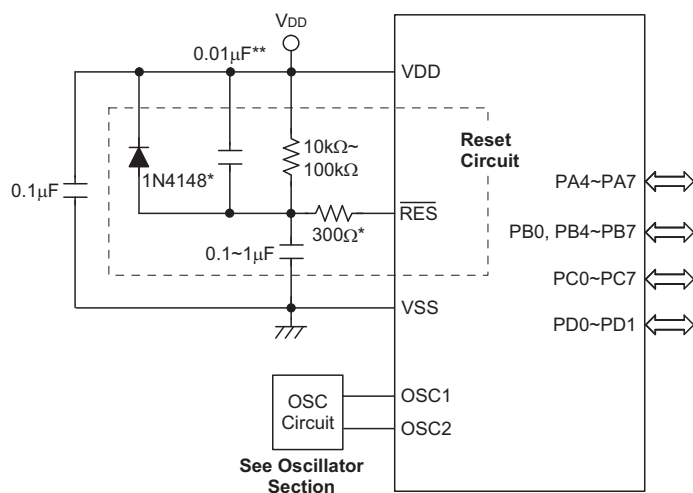 VDD
0.01μF**
VDD
Reset
Circuit
10kΩ~
100kΩ
1N4148*
0.1μF
PA4~PA7
RES
300Ω*
PB0, PB4~PB7
0.1~1μF
PC0~PC7
VSS
PD0~PD1
OSC
Circuit
OSC1
OSC2
See Oscillator
Section